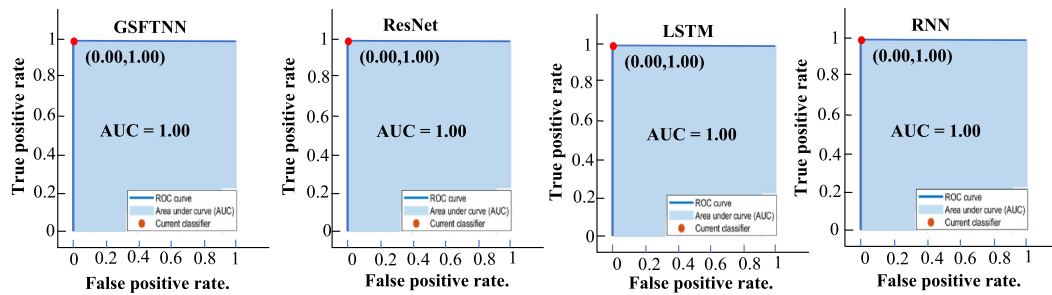 GSFTNN
True positive rate
1
0.8
0.6
0.4
0.2
0
(0.00,1.00)
AUC = 1.00
ROC curve
Area under curve (AUC)
Current classifier
0 0.2 0.4 0.6 0.8 1
False positive rate.
ResNet
True positive rate
1
0.8
0.6
0.4
0.2
0
(0.00,1.00)
AUC = 1.00
ROC curve
Area under curve (AUC)
Current classifier
0 0.2 0.4 0.6 0.8 1
False positive rate.
LSTM
True positive rate
1
0.8
0.6
0.4
0.2
0
(0.00,1.00)
AUC = 1.00
ROC curve
Area under curve (AUC)
Current classifier
0 0.2 0.4 0.6 0.8 1
False positive rate.
RNN
True positive rate
1
0.8
0.6
0.4
0.2
0
(0.00,1.00)
AUC = 1.00
ROC curve
Area under curve (AUC)
Current classifier
0 0.2 0.4 0.6 0.8 1
False positive rate.